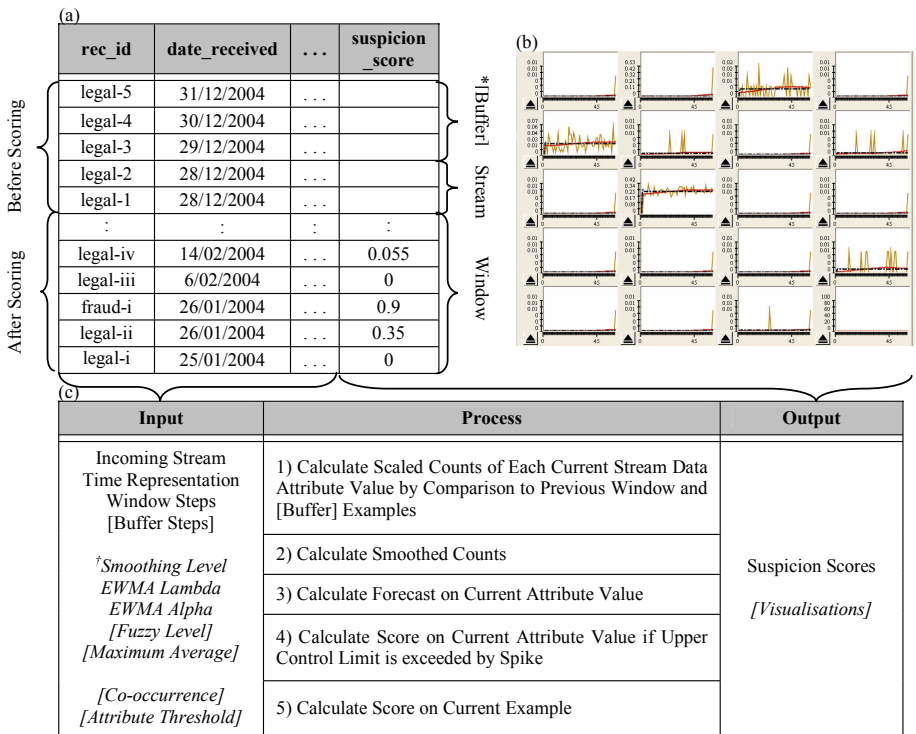 (a)
rec_id date_received . . . suspicion _score
legal-5 31/12/2004 . . .
legal-4 30/12/2004 . . .
legal-3 29/12/2004 . . .
legal-2 28/12/2004 . . .
legal-1 28/12/2004 . . .
: : : :
legal-iv 14/02/2004 . . . 0.055
legal-iii 6/02/2004 . . . 0
fraud-i 26/01/2004 . . . 0.9
legal-ii 26/01/2004 . . . 0.35
legal-i 25/01/2004 . . . 0
Before Scoring
After Scoring
*[Buffer]
Stream
Window
(b)
(c)
Input Process Output
Incoming Stream
Time Representation
Window Steps
[Buffer Steps]
†Smoothing Level
EWMA Lambda
EWMA Alpha
[Fuzzy Level]
[Maximum Average]
[Co-occurrence]
[Attribute Threshold]
1) Calculate Scaled Counts of Each Current Stream Data
Attribute Value by Comparison to Previous Window and
[Buffer] Examples
2) Calculate Smoothed Counts
3) Calculate Forecast on Current Attribute Value
4) Calculate Score on Current Attribute Value if Upper
Control Limit is exceeded by Spike
5) Calculate Score on Current Example
Suspicion Scores
[Visualisations]